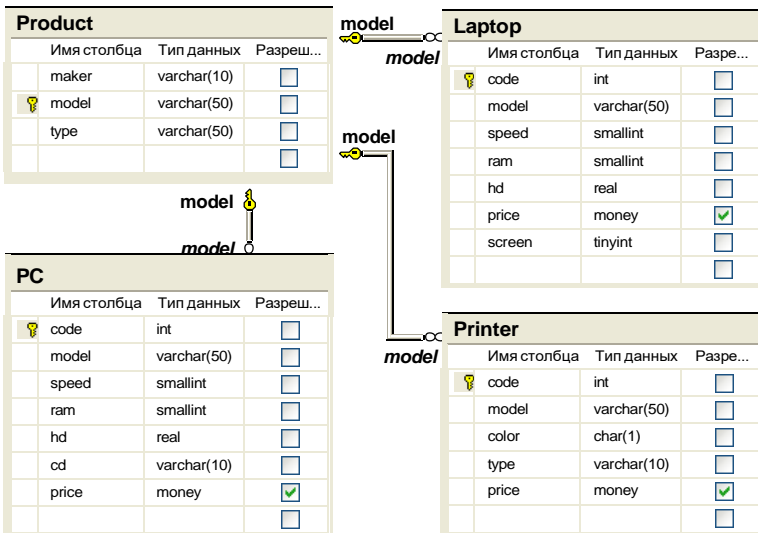 Product
Имя столбца Тип данных Разреш...
maker varchar(10)
model varchar(50)
type varchar(50)
model
model
Laptop
Имя столбца Тип данных Разре...
code int
model varchar(50)
speed smallint
ram smallint
hd real
price money
screen tinyint
model
model
model
PC
Имя столбца Тип данных Разреш...
code int
model varchar(50)
speed smallint
ram smallint
hd real
cd varchar(10)
price money
model
Printer
Имя столбца Тип данных Разре...
code int
model varchar(50)
color char(1)
type varchar(10)
price money